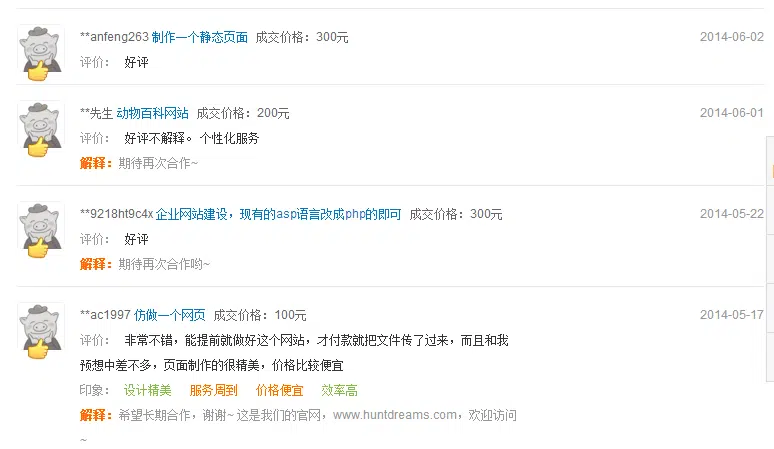 **anfeng263 制作一个静态页面 成交价格：300元 2014-06-02
评价： 好评
**先生 动物百科网站 成交价格：200元 2014-06-01
评价： 好评不解释。 个性化服务
解释：期待再次合作~
**9218ht9c4x 企业网站建设，现有的asp语言改成php的即可 成交价格：300元 2014-05-22
评价： 好评
解释：期待再次合作哟~
**ac1997 仿做一个网页 成交价格：100元 2014-05-17
评价： 非常不错，能提前就做好这个网站，才付款就把文件传了过来，而且和我
预想中差不多，页面制作的很精美，价格比较便宜
印象： 设计精美 服务周到 价格便宜 效率高
解释：希望长期合作，谢谢~ 这是我们的官网，www.huntdreams.com，欢迎访问
~